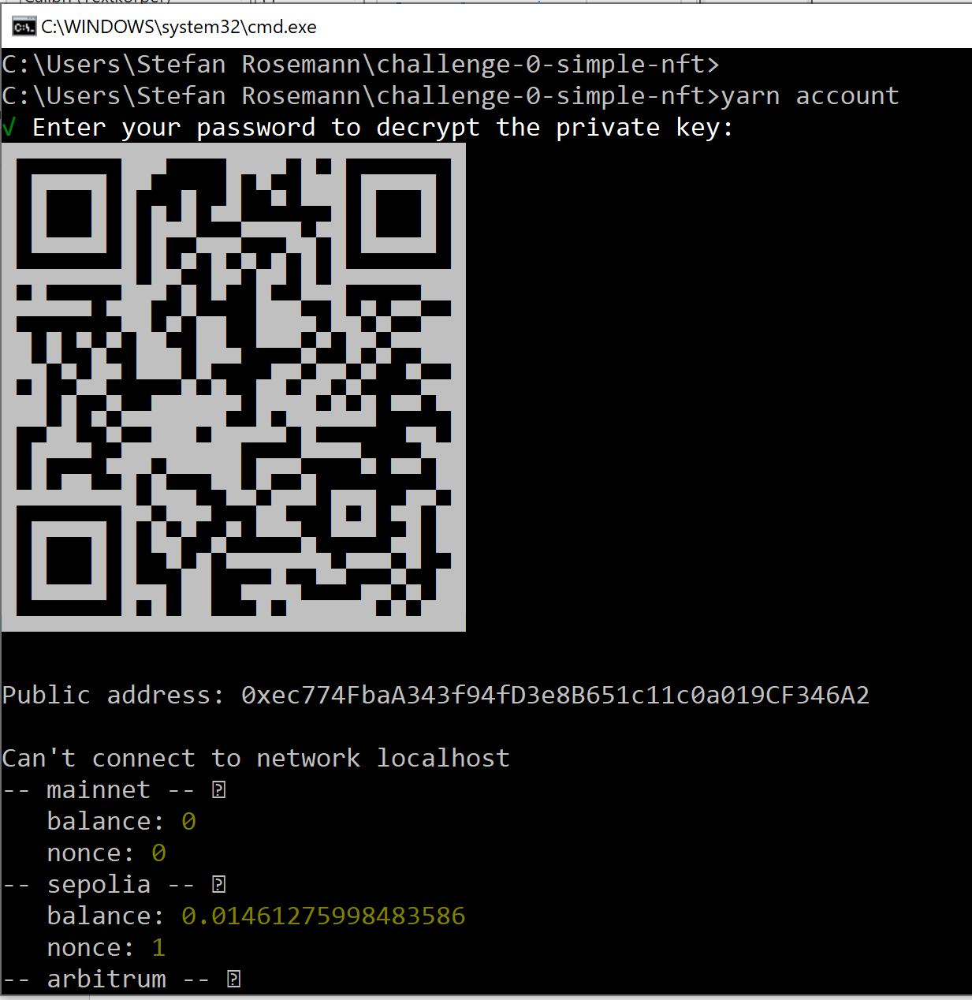 C:\WINDOWS\system32\cmd.exe
C:\Users\Stefan Rosemann\challenge-0-simple-nft>
C:\Users\Stefan Rosemann\challenge-0-simple-nft>yarn account
√ Enter your password to decrypt the private key:
Public address: 0xec774FbaA343f94fD3e8B651c11c0a019CF346A2
Can't connect to network localhost
-- mainnet -- ⍰
balance: 0
nonce: 0
-- sepolia -- ⍰
balance: 0.01461275998483586
nonce: 1
-- arbitrum -- ⍰